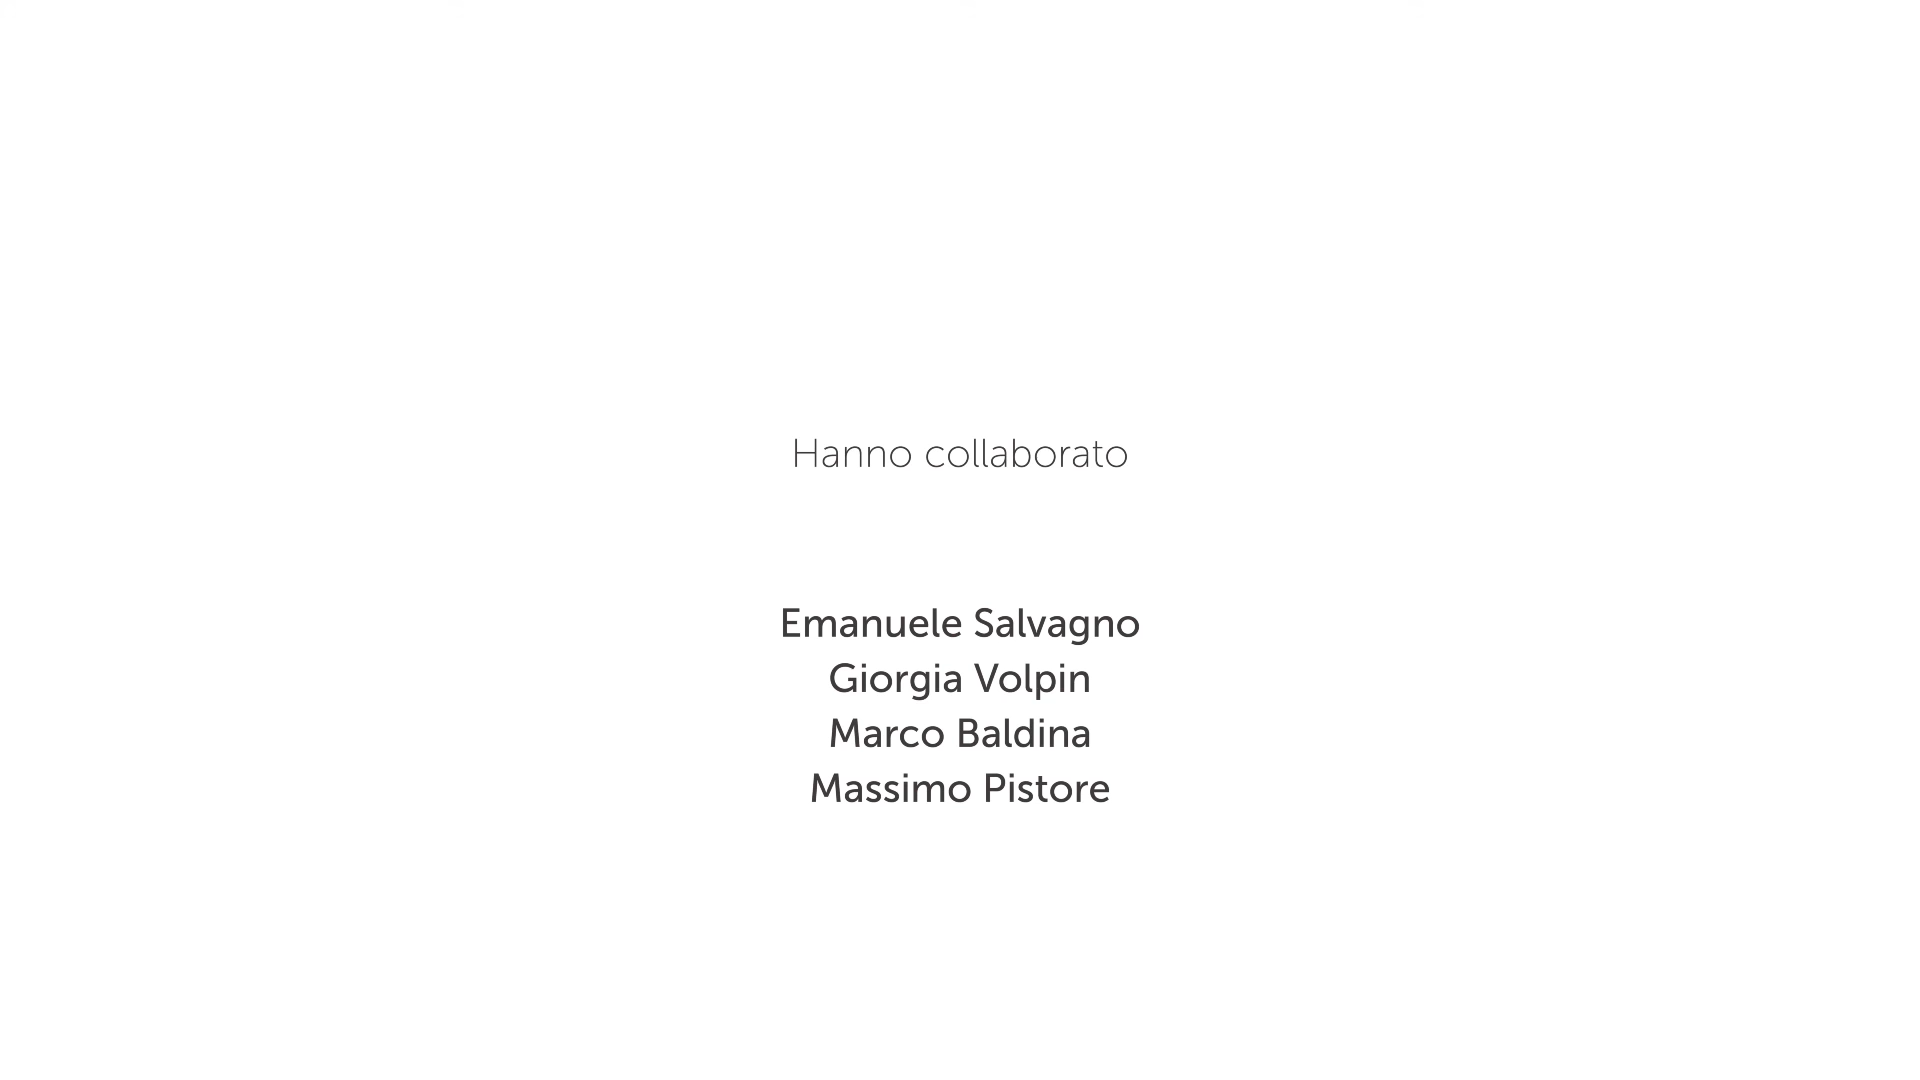 Hanno collaborato
Emanuele Salvagno
Giorgia Volpin
Marco Baldina
Massimo Pistore